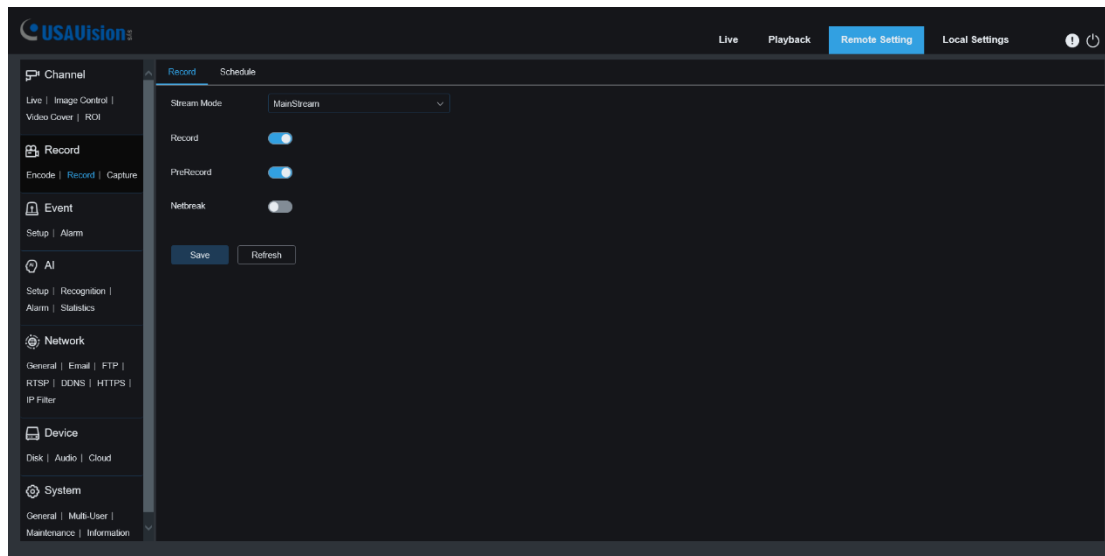 USAVision
Live
Playback
Remote Setting
Local Settings
Channel
Live | Image Control |
Video Cover | ROI
Record
Encode | Record | Capture
Event
Setup | Alarm
AI
Setup | Recognition |
Alarm | Statistics
Network
General | Email | FTP |
RTSP | DDNS | HTTPS |
IP Filter
Device
Disk | Audio | Cloud
System
General | Multi-User |
Maintenance | Information
Record
Schedule
Stream Mode
MainStream
Record
PreRecord
Netbreak
Save
Refresh